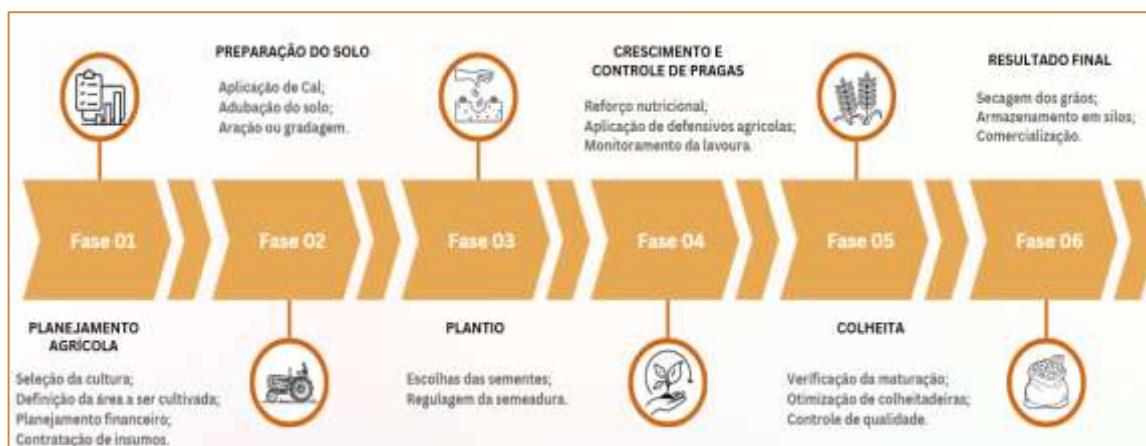 PREPARAÇÃO DO SOLO
Aplicação de Cal;
Adubação do solo;
Aração ou gradagem.
CRESCIMENTO E
CONTROLE DE PRAGAS
Reforço nutricional;
Aplicação de defensivos agrícolas;
Monitoramento da lavoura.
RESULTADO FINAL
Secagem dos grãos;
Armazenamento em silos;
Comercialização.
Fase 01
Fase 02
Fase 03
Fase 04
Fase 05
Fase 06
PLANEJAMENTO
AGRÍCOLA
Seleção da cultura;
Definição da área a ser cultivada;
Planejamento financeiro;
Contratação de insumos.
PLANTIO
Escolhas das sementes;
Regulagem da semeadura.
COLHEITA
Verificação da maturação;
Otimização de colheitadeiras;
Controle de qualidade.